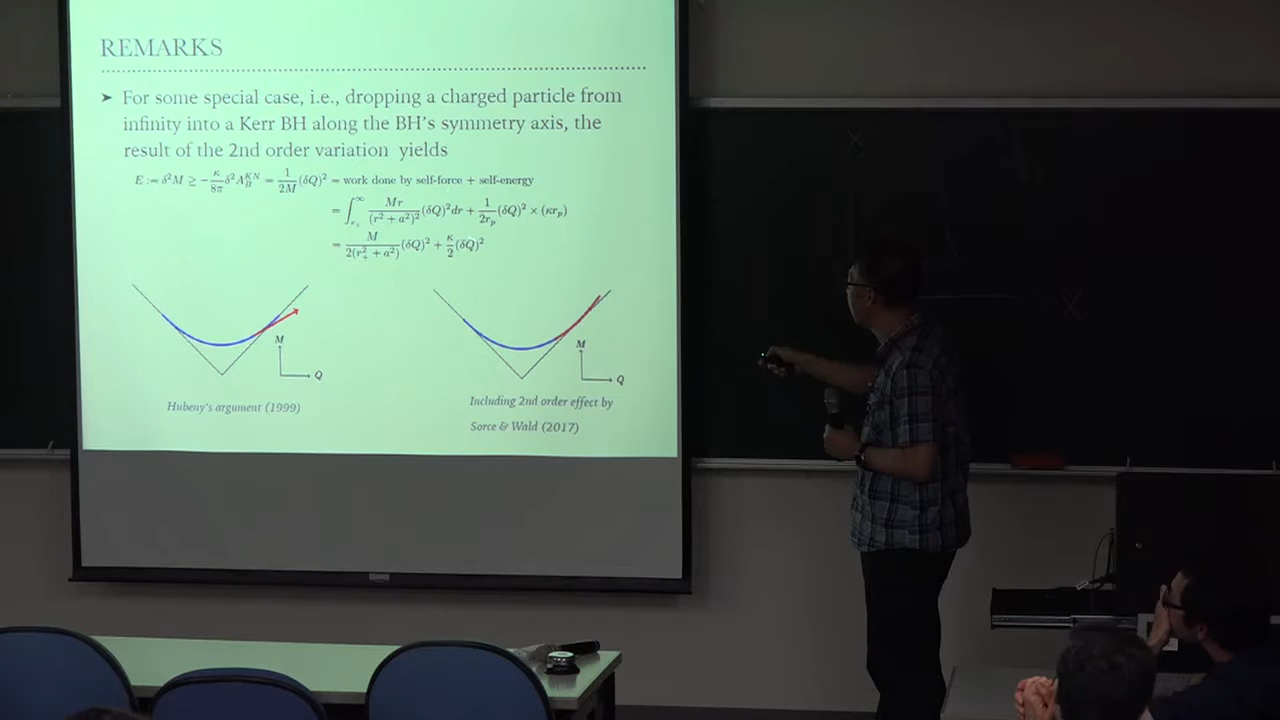 REMARKS
➤ For some special case, i.e., dropping a charged particle from
infinity into a Kerr BH along the BH's symmetry axis, the
result of the 2nd order variation yields
E := δ²M ≥ −κ/8π δ²A_H^KN = 1/2M (δQ)² = work done by self-force + self-energy
= ∫_{r₊}^∞ Mr/(r² + a²)² (δQ)² dr + 1/2r_p (δQ)² × (κr_p)
= M/2(r₊² + a²) (δQ)² + κ/2 (δQ)²
M
Q
Hubeny's argument (1999)
M
Q
Including 2nd order effect by
Sorce & Wald (2017)